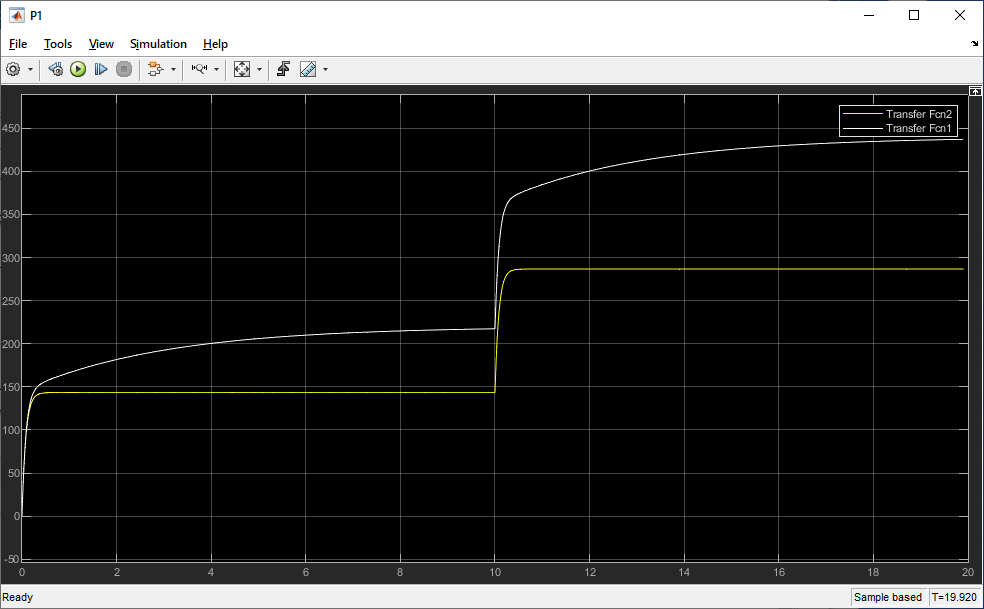 P1
File Tools View Simulation Help
Transfer Fcn2
Transfer Fcn1
450
400
350
300
250
200
150
100
50
0
-50
0 2 4 6 8 10 12 14 16 18 20
Ready Sample based T=19.920